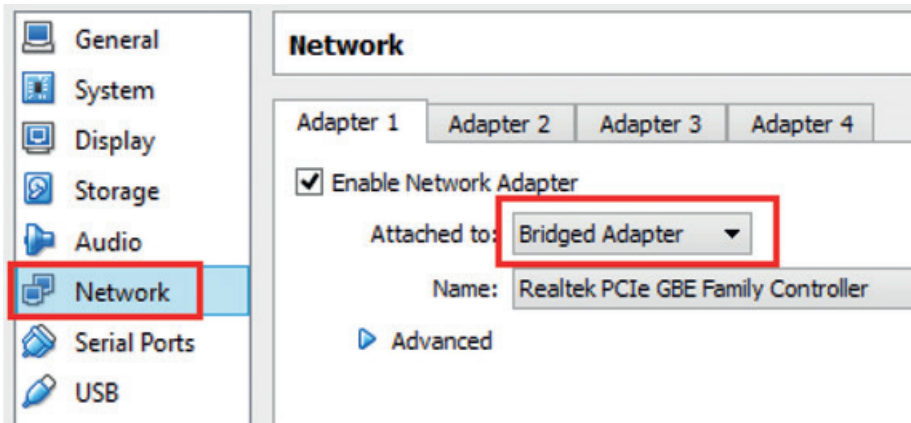 General
System
Display
Storage
Audio
Network
Serial Ports
USB
Network
Adapter 1 Adapter 2 Adapter 3 Adapter 4
Enable Network Adapter
Attached to: Bridged Adapter
Name: Realtek PCIe GBE Family Controller
Advanced